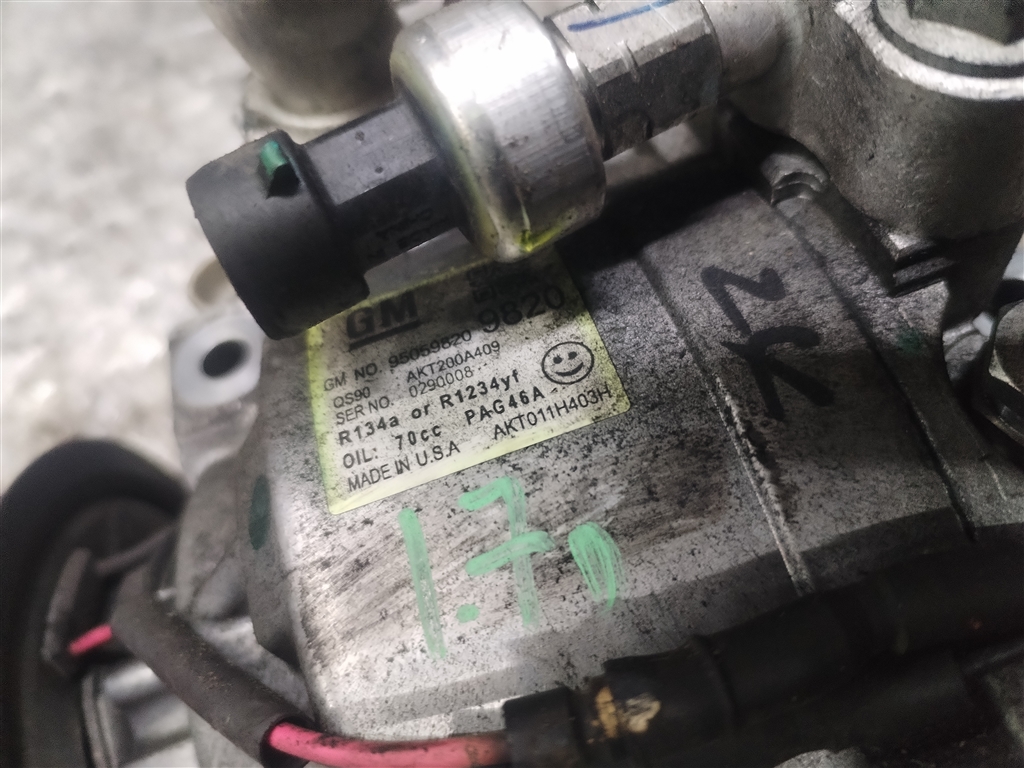 GM
9820
GM NO. 95059820
QS90 AKT200A409
SER NO. 0290008
R134a or R1234yf
OIL: 70cc PAG46A
MADE IN U.S.A AKT011H403H
1.70